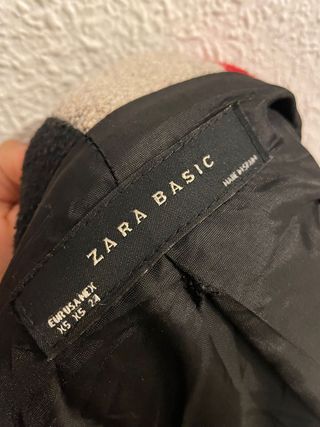 ZARA BASIC
MADE IN SPAIN
EUR USA MEX
XS XS 24